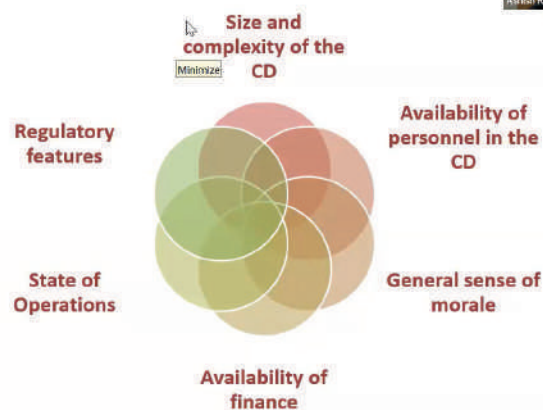 Size and
complexity of the
CD
Minimize
Availability of
personnel in the
CD
General sense of
morale
Availability of
finance
State of
Operations
Regulatory
features